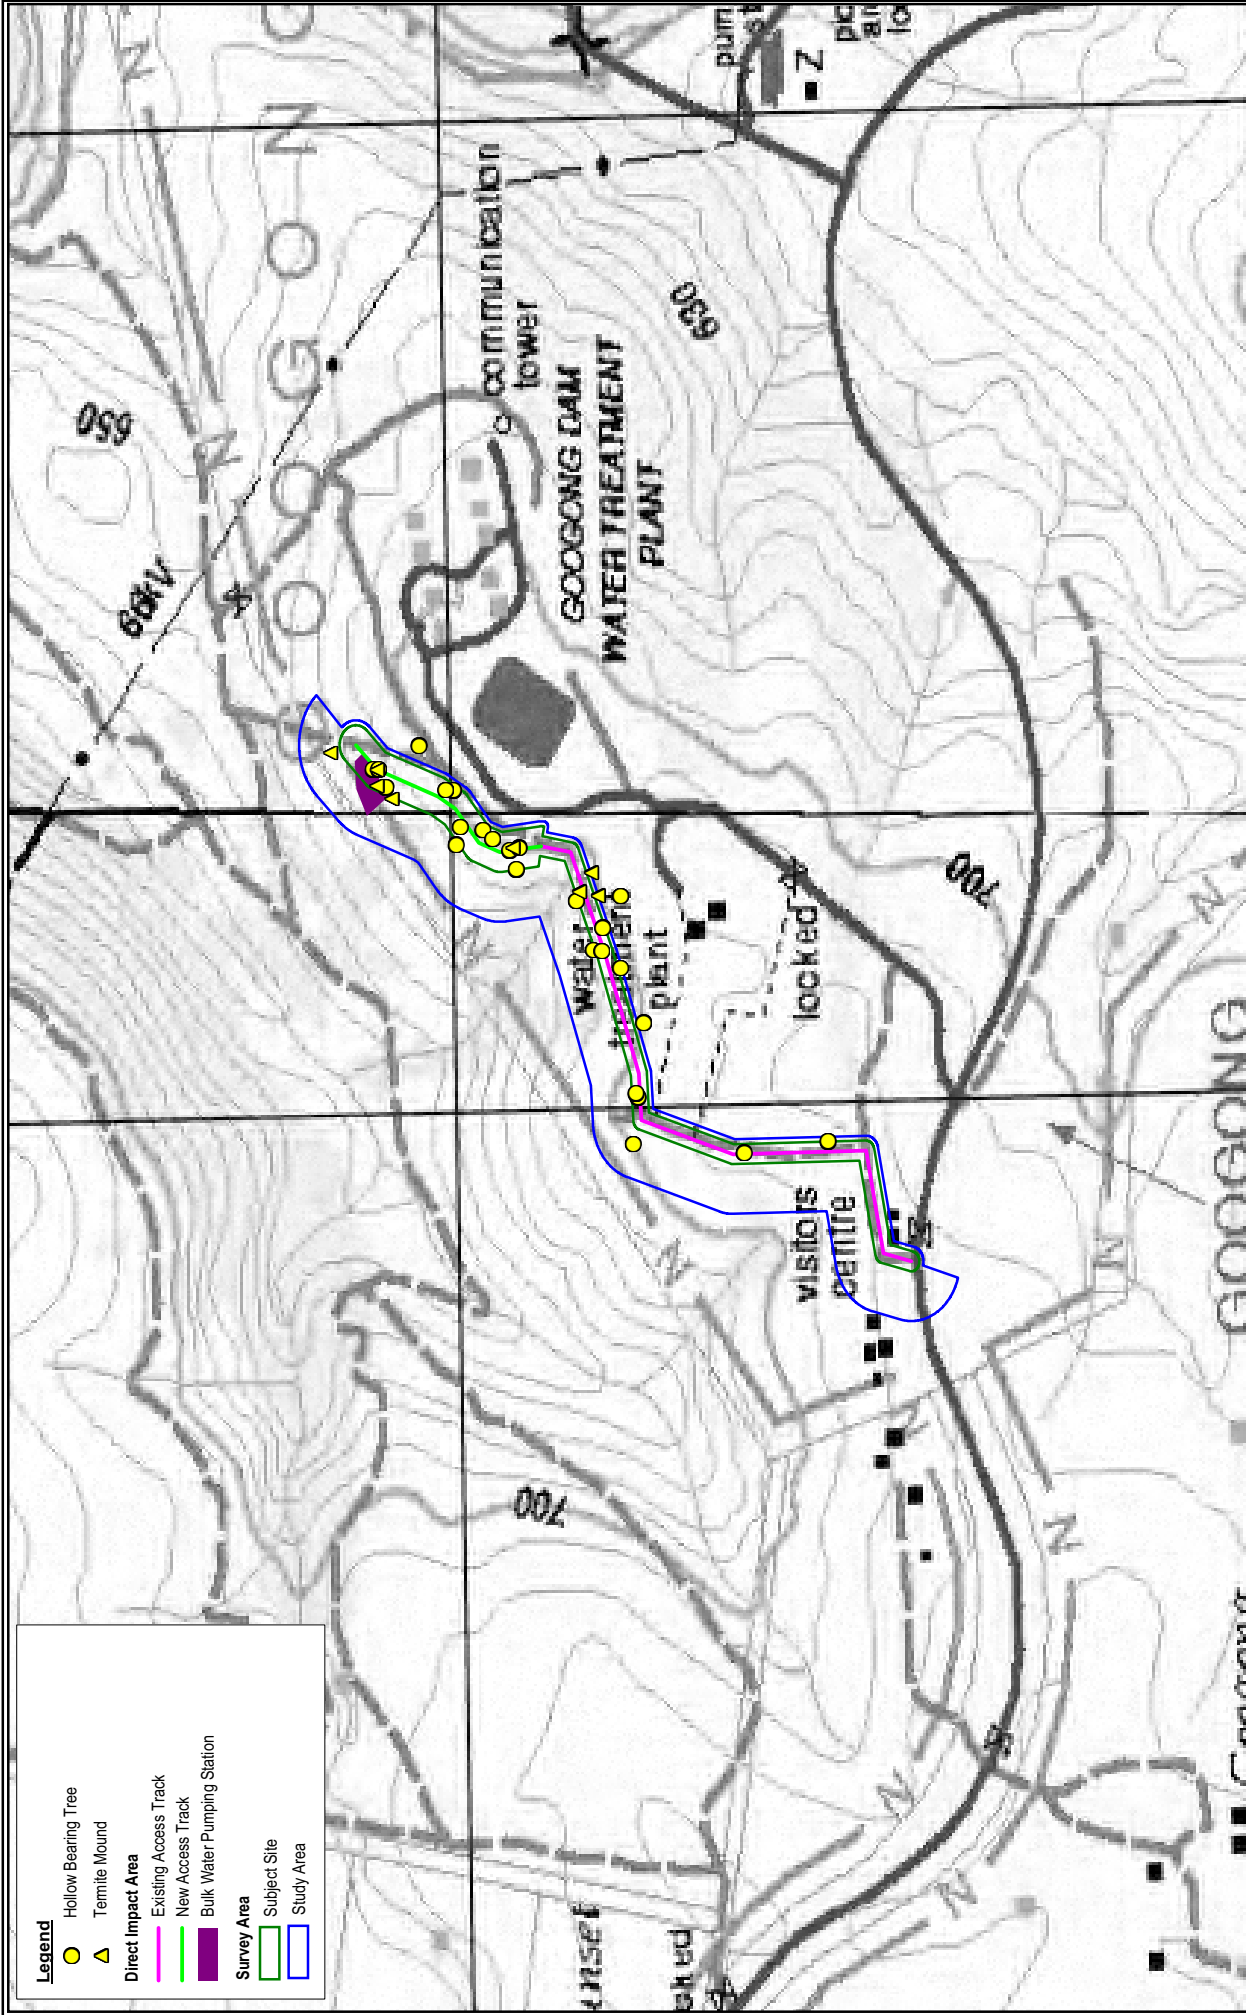 Legend
Hollow Bearing Tree
Termite Mound
Direct Impact Area
Existing Access Track
New Access Track
Bulk Water Pumping Station
Survey Area
Subject Site
Study Area
650
66kV
G O O G O N G
communication
tower
GOOGONG DAM
WATER TREATMENT
PLANT
630
water
treatment
plant
locked
visitors
centre
700
700
GOOGONG
N
N
N
N
N
N
N
N
N
Z